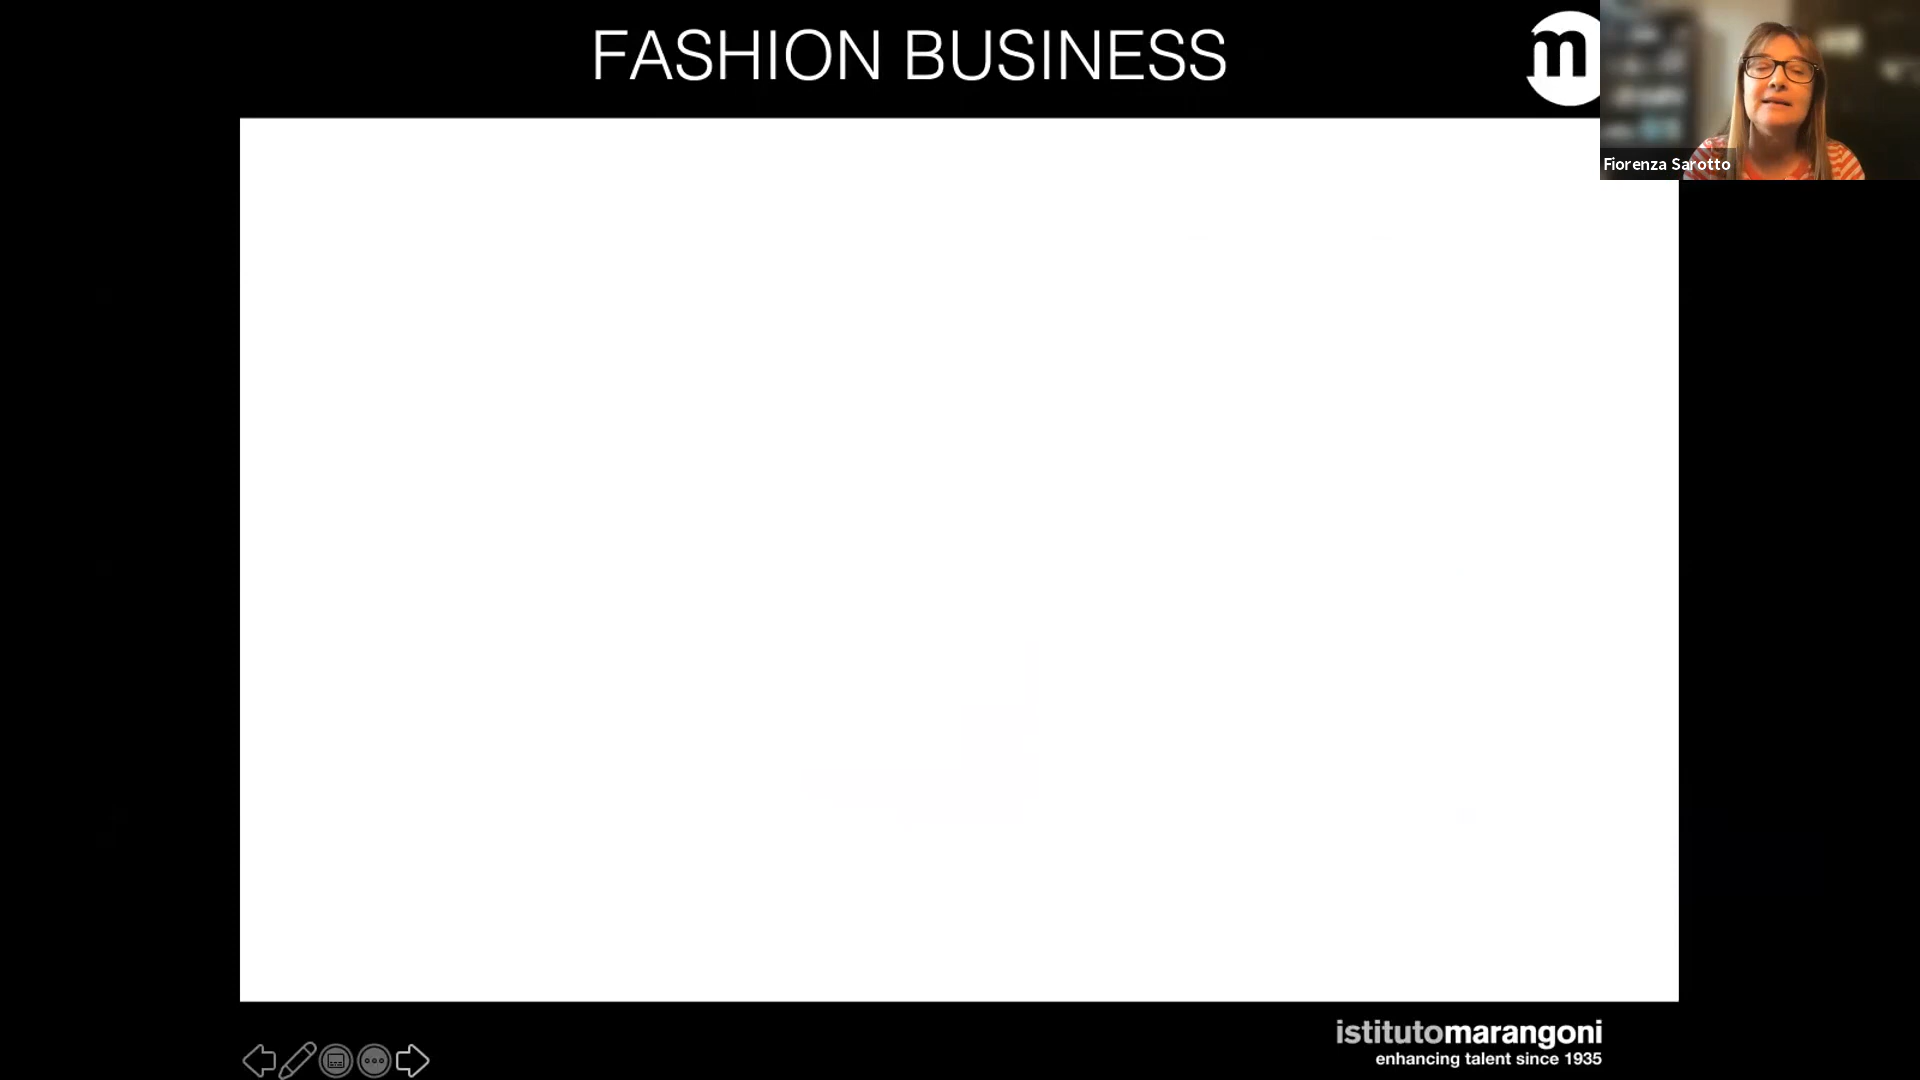 FASHION BUSINESS
m
Fiorenza Sarotto
istitutomarangoni
enhancing talent since 1935